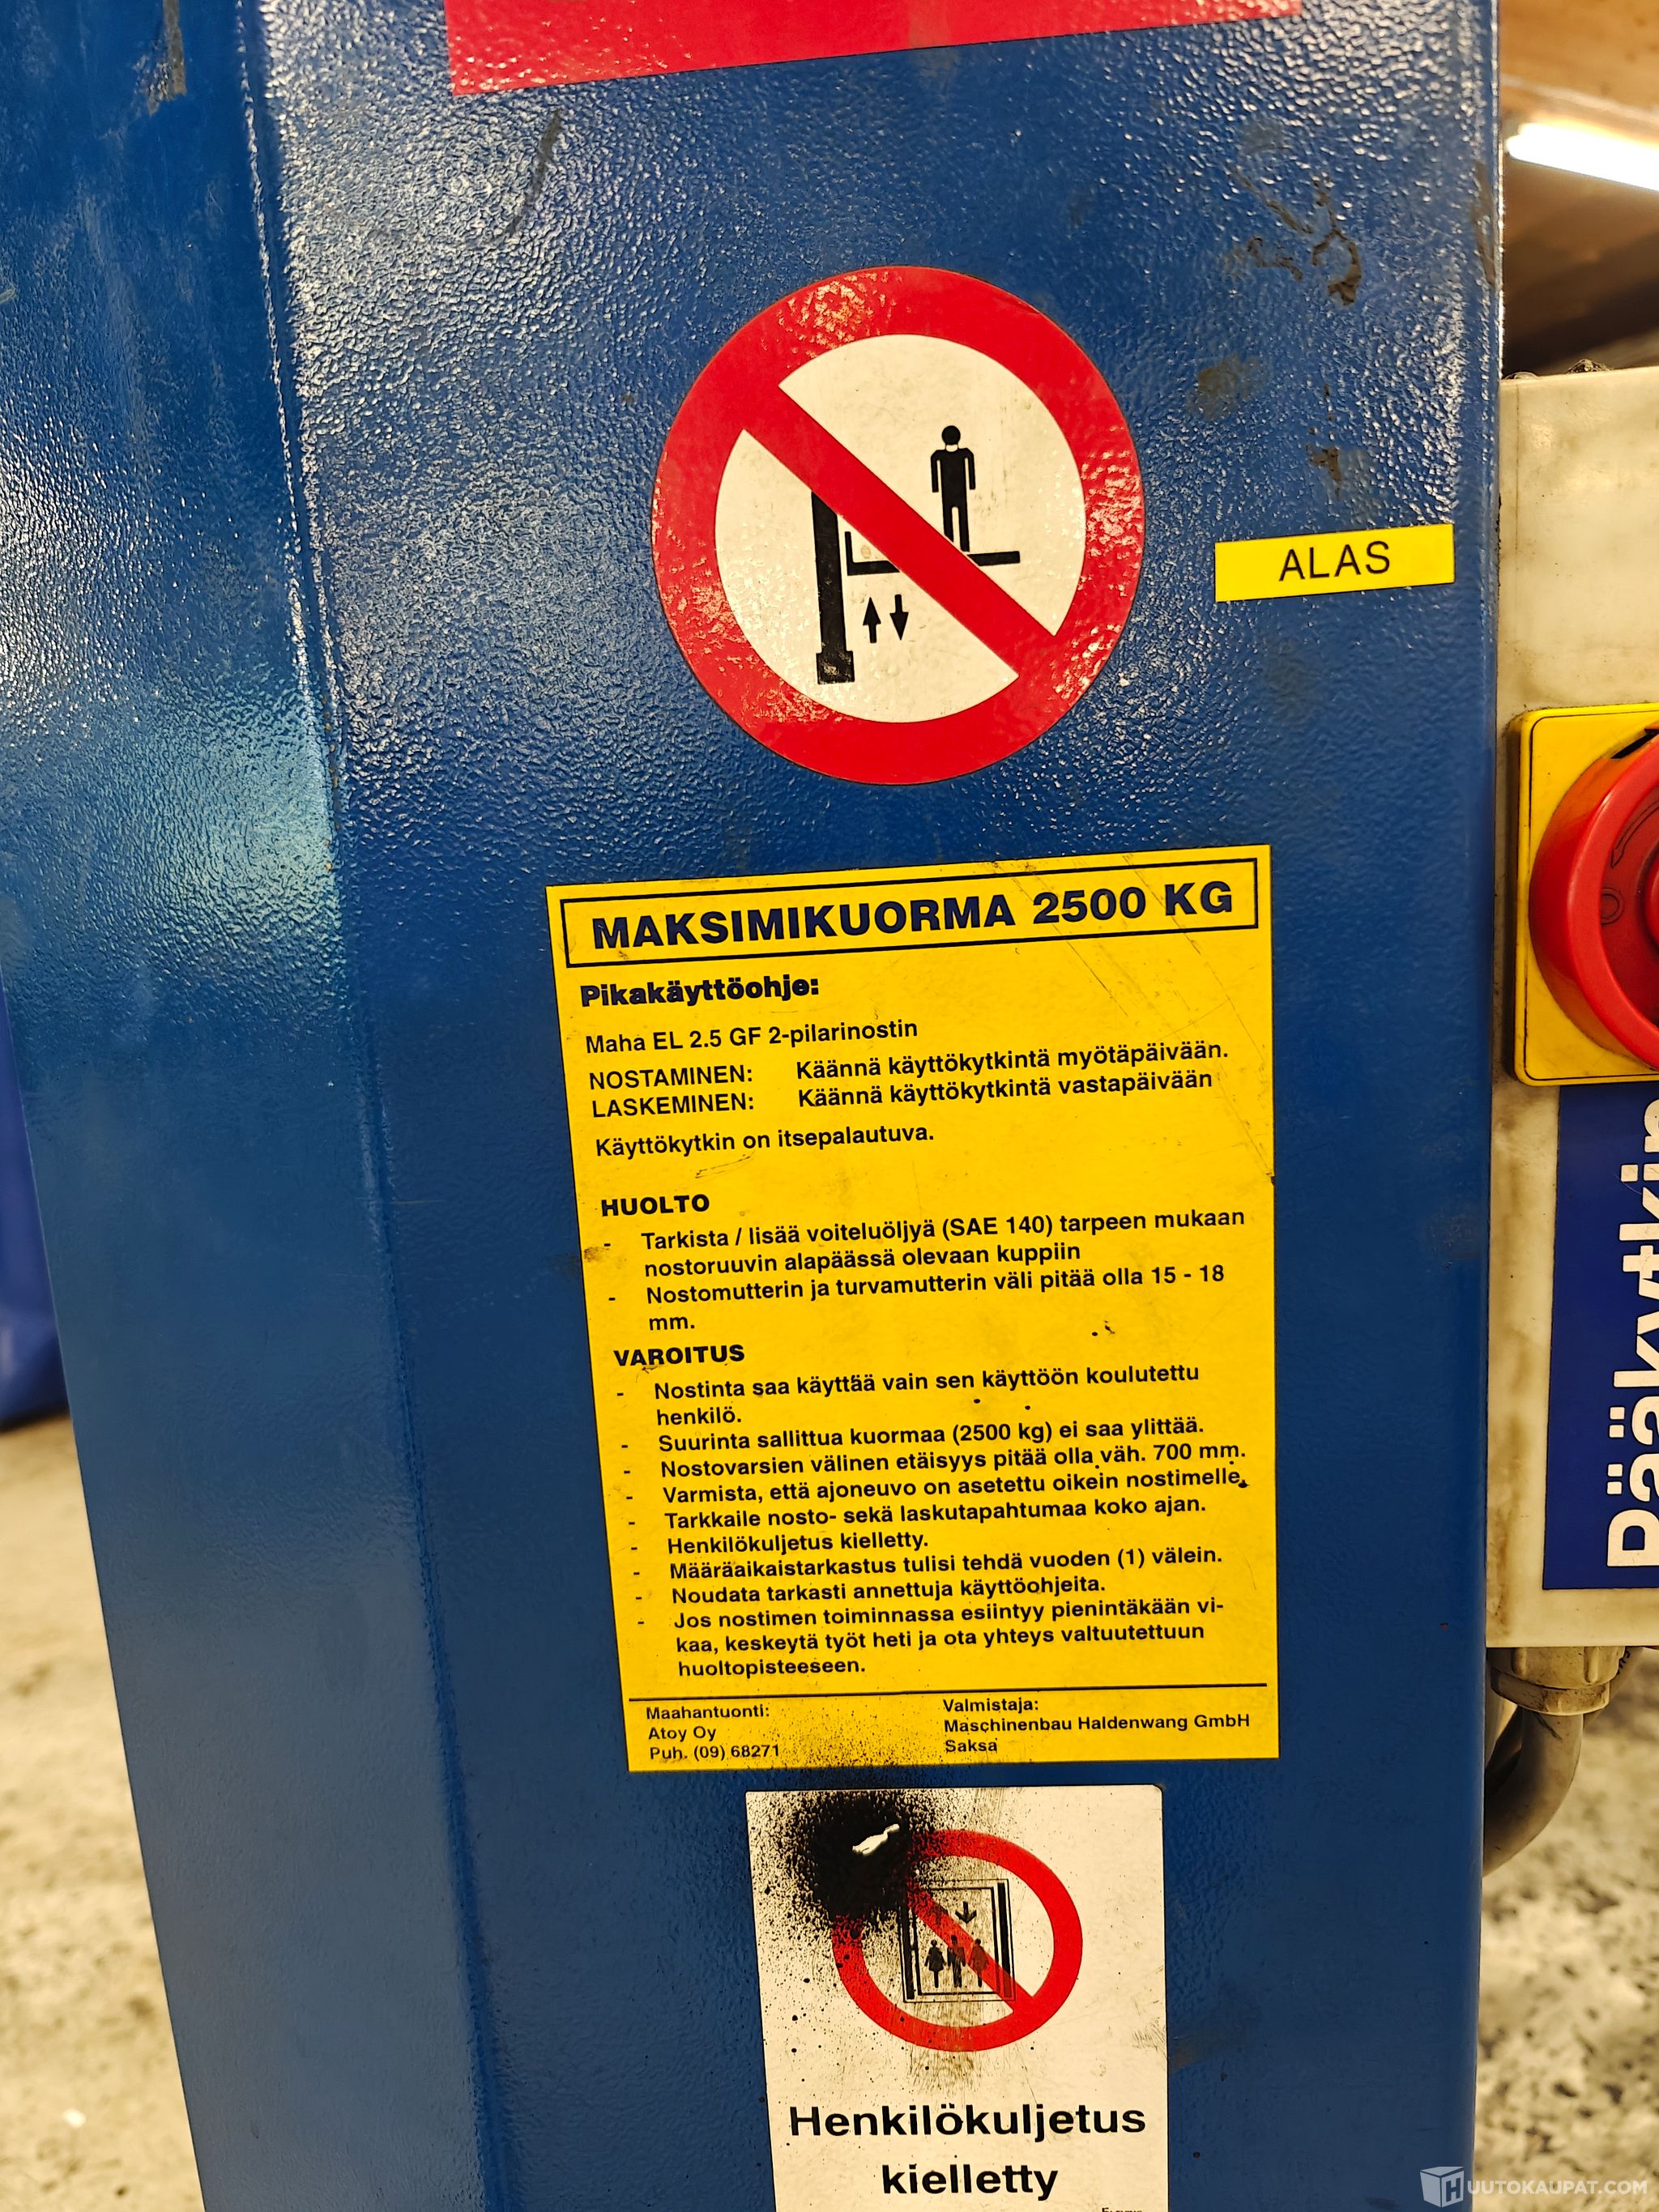 ALAS
MAKSIMIKUORMA 2500 KG
Pikakäyttöohje:
Maha EL 2.5 GF 2-pilarinostin
NOSTAMINEN: Käännä käyttökytkintä myötäpäivään.
LASKEMINEN: Käännä käyttökytkintä vastapäivään
Käyttökytkin on itsepalautuva.
HUOLTO
- Tarkista / lisää voiteluöljyä (SAE 140) tarpeen mukaan
nostoruuvin alapäässä olevaan kuppiin
- Nostomutterin ja turvamutterin väli pitää olla 15 - 18
mm.
VAROITUS
- Nostinta saa käyttää vain sen käyttöön koulutettu
henkilö.
- Suurinta sallittua kuormaa (2500 kg) ei saa ylittää.
- Nostovarsien välinen etäisyys pitää olla väh. 700 mm.
- Varmista, että ajoneuvo on asetettu oikein nostimelle.
- Tarkkaile nosto- sekä laskutapahtumaa koko ajan.
- Henkilökuljetus kielletty.
- Määräaikaistarkastus tulisi tehdä vuoden (1) välein.
- Noudata tarkasti annettuja käyttöohjeita.
- Jos nostimen toiminnassa esiintyy pienintäkään vi-
kaa, keskeytä työt heti ja ota yhteys valtuutettuun
huoltopisteeseen.
Maahantuonti:
Atoy Oy
Puh. (09) 68271
Valmistaja:
Maschinenbau Haldenwang GmbH
Saksa
Henkilökuljetus
kielletty
0
Pääkytkin
HUUTOKAUPAT.COM